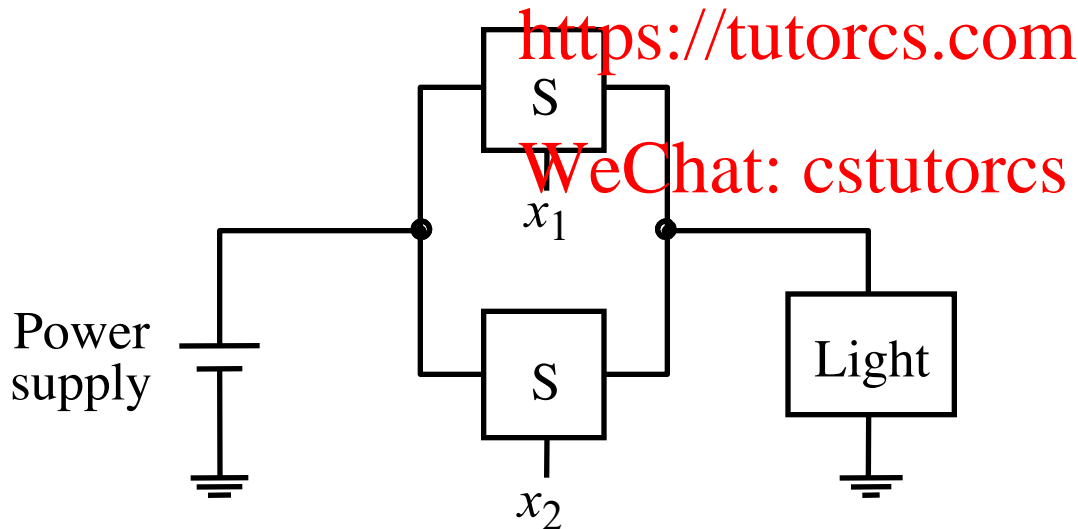 https://tutorcs.com
S
WeChat: cstutorcs
x1
Power
supply
S
Light
x2